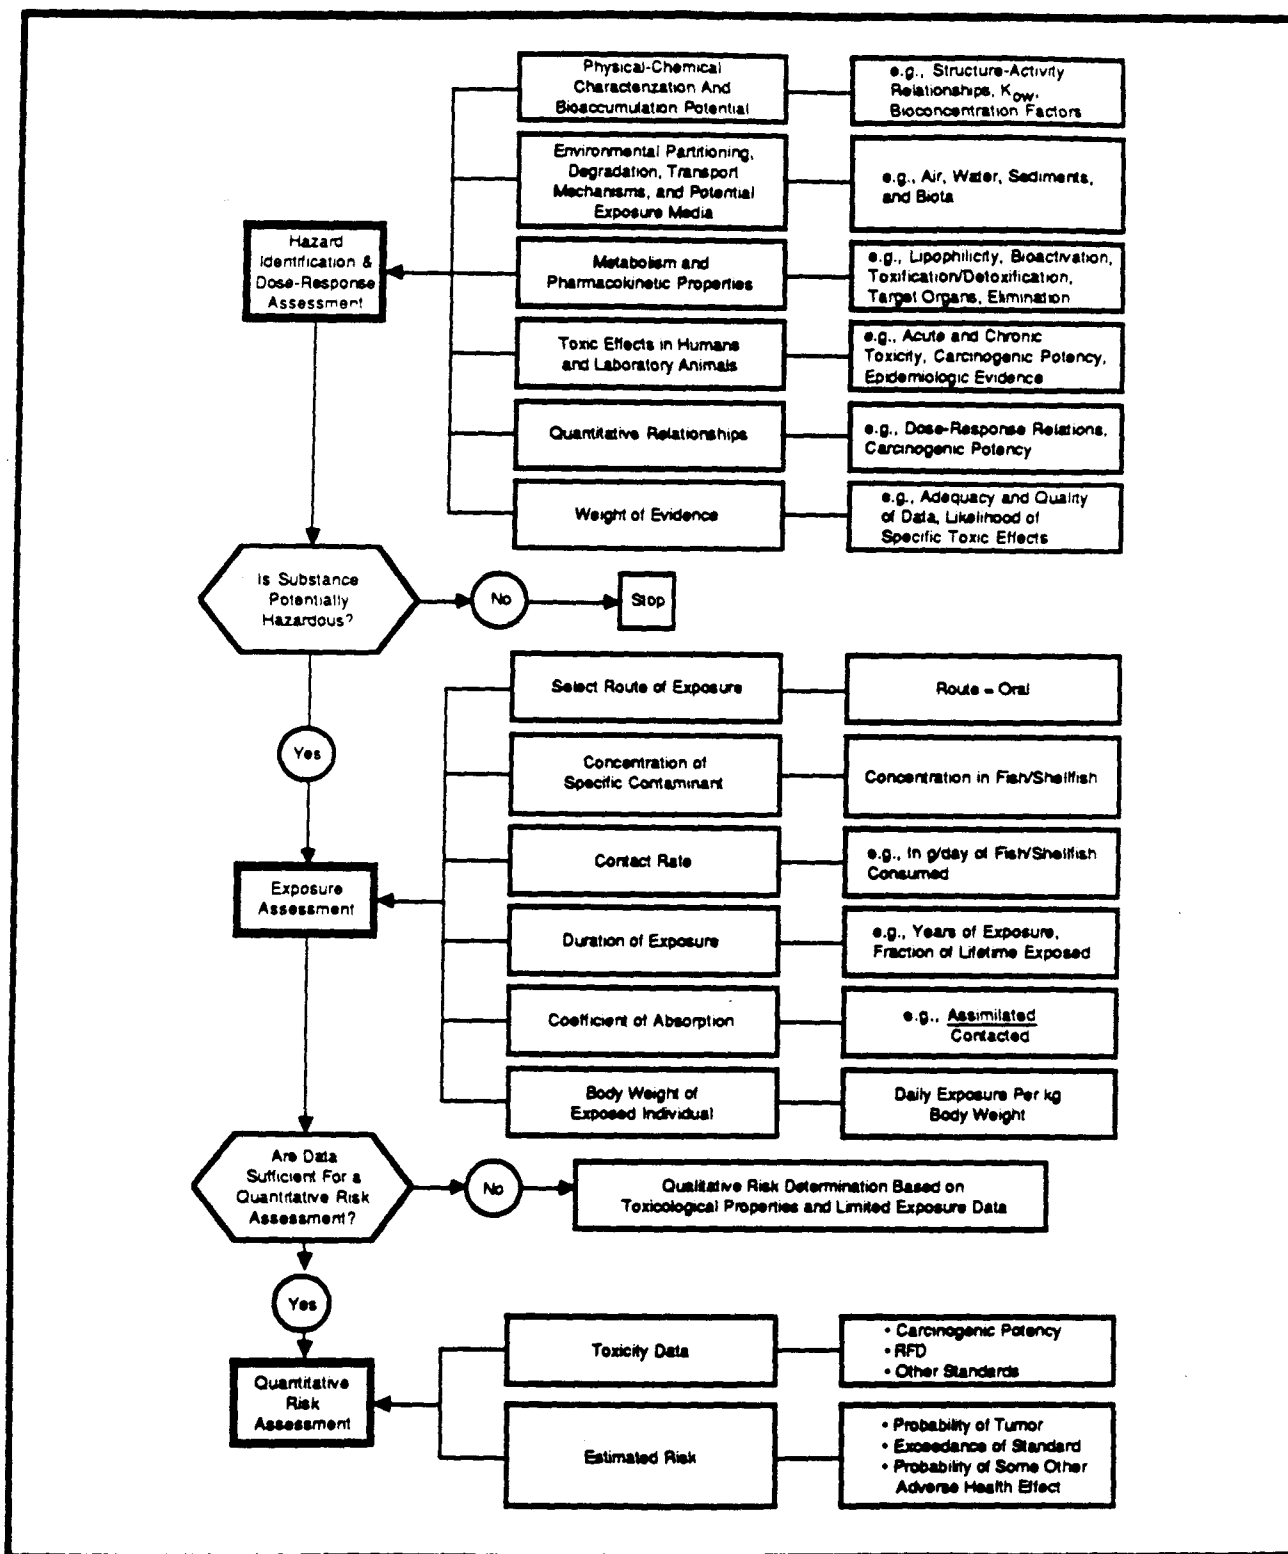 Physical-Chemical
Characterization And
Bioaccumulation Potential
e.g., Structure-Activity
Relationships, Kow,
Bioconcentration Factors
Environmental Partitioning,
Degradation, Transport
Mechanisms, and Potential
Exposure Media
e.g., Air, Water, Sediments,
and Biota
Hazard
Identification &
Dose-Response
Assessment
Metabolism and
Pharmacokinetic Properties
e.g., Lipophilicity, Bioactivation,
Toxification/Detoxification,
Target Organs, Elimination
Toxic Effects in Humans
and Laboratory Animals
e.g., Acute and Chronic
Toxicity, Carcinogenic Potency,
Epidemiologic Evidence
Quantitative Relationships
e.g., Dose-Response Relations,
Carcinogenic Potency
Weight of Evidence
e.g., Adequacy and Quality
of Data, Likelihood of
Specific Toxic Effects
Is Substance
Potentially
Hazardous?
No
Stop
Yes
Select Route of Exposure
Route = Oral
Concentration of
Specific Contaminant
Concentration in Fish/Shellfish
Contact Rate
e.g., In g/day of Fish/Shellfish
Consumed
Exposure
Assessment
Duration of Exposure
e.g., Years of Exposure,
Fraction of Lifetime Exposed
Coefficient of Absorption
e.g., Assimilated
Contacted
Body Weight of
Exposed Individual
Daily Exposure Per kg
Body Weight
Are Data
Sufficient For a
Quantitative Risk
Assessment?
No
Qualitative Risk Determination Based on
Toxicological Properties and Limited Exposure Data
Yes
Toxicity Data
• Carcinogenic Potency
• RFD
• Other Standards
Quantitative
Risk
Assessment
Estimated Risk
• Probability of Tumor
• Exceedance of Standard
• Probability of Some Other
Adverse Health Effect